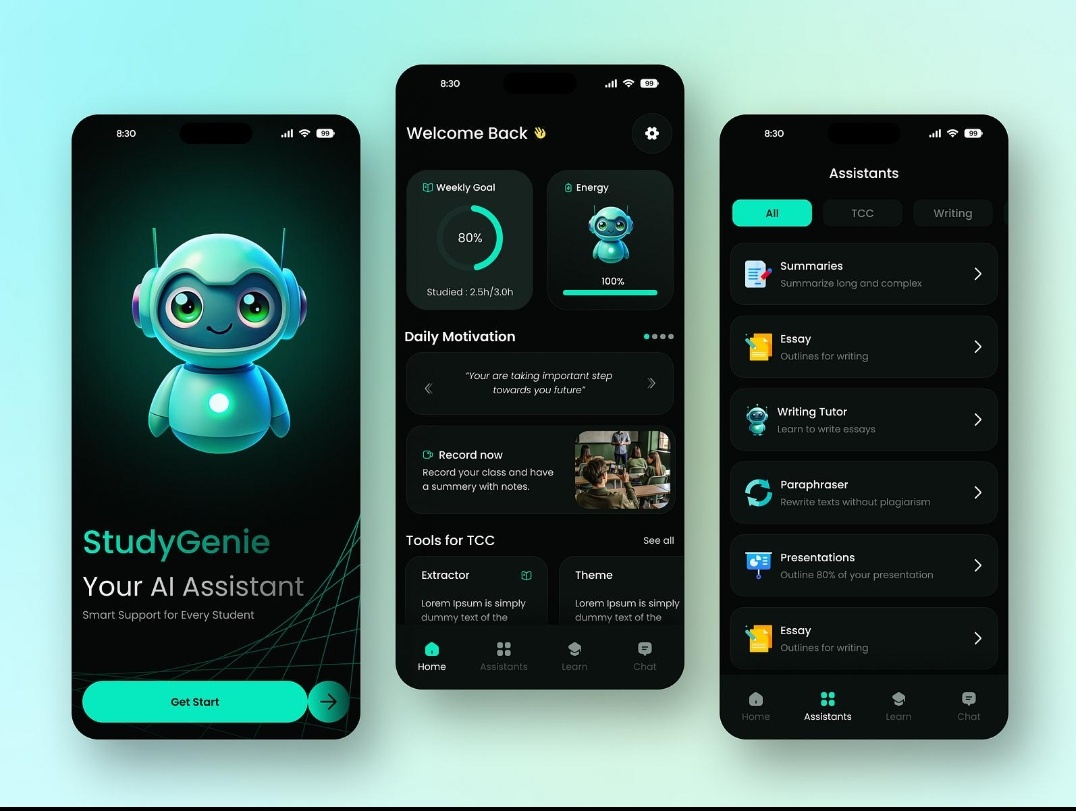 8:30
99
StudyGenie
Your AI Assistant
Smart Support for Every Student
Get Start
8:30
99
Welcome Back
Weekly Goal
80%
Studied : 2.5h/3.0h
Energy
100%
Daily Motivation
"Your are taking important step
towards you future"
Record now
Record your class and have
a summery with notes.
Tools for TCC
See all
Extractor
Lorem Ipsum is simply
dummy text of the
Theme
Lorem Ipsum is simply
dummy text of the
Home
Assistants
Learn
Chat
8:30
99
Assistants
All
TCC
Writing
Summaries
Summarize long and complex
Essay
Outlines for writing
Writing Tutor
Learn to write essays
Paraphraser
Rewrite texts without plagiarism
Presentations
Outline 80% of your presentation
Essay
Outlines for writing
Home
Assistants
Learn
Chat